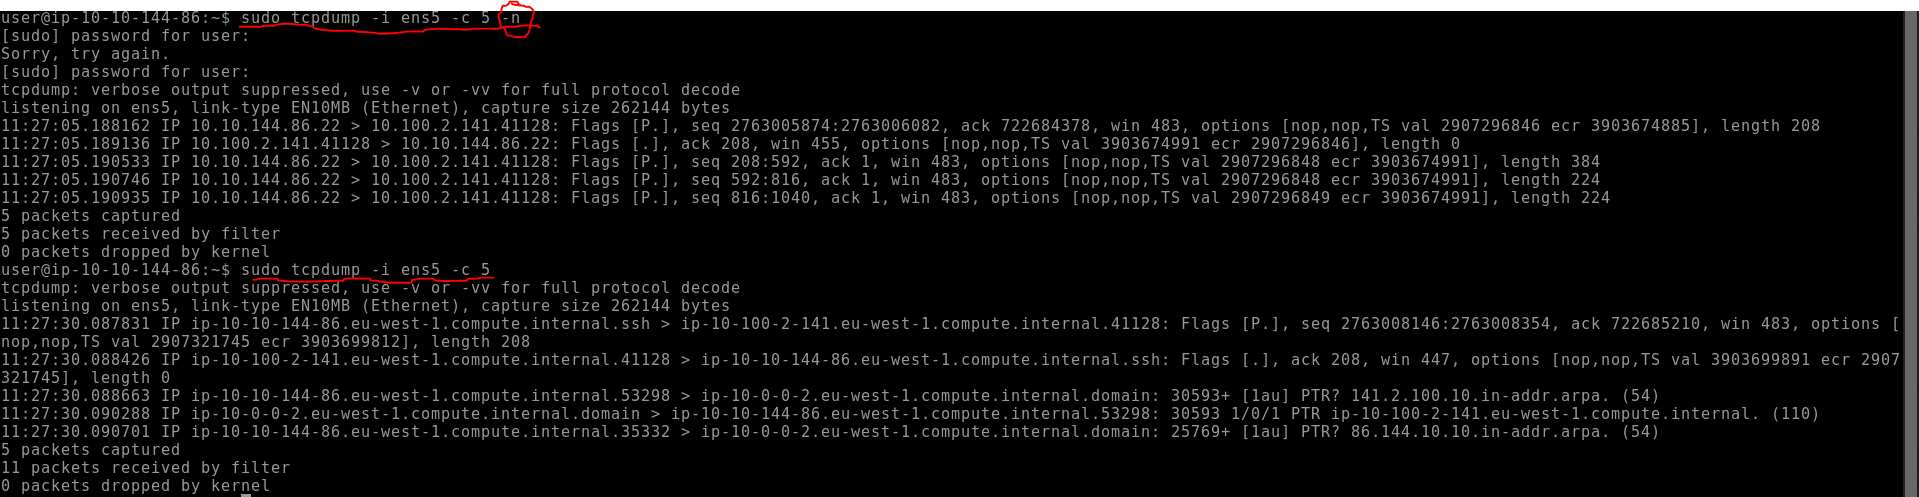 user@ip-10-10-144-86:~$ sudo tcpdump -i ens5 -c 5 -n
[sudo] password for user:
Sorry, try again.
[sudo] password for user:
tcpdump: verbose output suppressed, use -v or -vv for full protocol decode
listening on ens5, link-type EN10MB (Ethernet), capture size 262144 bytes
11:27:05.188162 IP 10.10.144.86.22 > 10.100.2.141.41128: Flags [P.], seq 2763005874:2763006082, ack 722684378, win 483, options [nop,nop,TS val 2907296846 ecr 3903674885], length 208
11:27:05.189136 IP 10.100.2.141.41128 > 10.10.144.86.22: Flags [.], ack 208, win 455, options [nop,nop,TS val 3903674991 ecr 2907296846], length 0
11:27:05.190533 IP 10.10.144.86.22 > 10.100.2.141.41128: Flags [P.], seq 208:592, ack 1, win 483, options [nop,nop,TS val 2907296848 ecr 3903674991], length 384
11:27:05.190746 IP 10.10.144.86.22 > 10.100.2.141.41128: Flags [P.], seq 592:816, ack 1, win 483, options [nop,nop,TS val 2907296848 ecr 3903674991], length 224
11:27:05.190935 IP 10.10.144.86.22 > 10.100.2.141.41128: Flags [P.], seq 816:1040, ack 1, win 483, options [nop,nop,TS val 2907296849 ecr 3903674991], length 224
5 packets captured
5 packets received by filter
0 packets dropped by kernel
user@ip-10-10-144-86:~$ sudo tcpdump -i ens5 -c 5
tcpdump: verbose output suppressed, use -v or -vv for full protocol decode
listening on ens5, link-type EN10MB (Ethernet), capture size 262144 bytes
11:27:30.087831 IP ip-10-10-144-86.eu-west-1.compute.internal.ssh > ip-10-100-2-141.eu-west-1.compute.internal.41128: Flags [P.], seq 2763008146:2763008354, ack 722685210, win 483, options [
nop,nop,TS val 2907321745 ecr 3903699812], length 208
11:27:30.088426 IP ip-10-100-2-141.eu-west-1.compute.internal.41128 > ip-10-10-144-86.eu-west-1.compute.internal.ssh: Flags [.], ack 208, win 447, options [nop,nop,TS val 3903699891 ecr 2907
321745], length 0
11:27:30.088663 IP ip-10-10-144-86.eu-west-1.compute.internal.53298 > ip-10-0-0-2.eu-west-1.compute.internal.domain: 30593+ [1au] PTR? 141.2.100.10.in-addr.arpa. (54)
11:27:30.090288 IP ip-10-0-0-2.eu-west-1.compute.internal.domain > ip-10-10-144-86.eu-west-1.compute.internal.53298: 30593 1/0/1 PTR ip-10-100-2-141.eu-west-1.compute.internal. (110)
11:27:30.090701 IP ip-10-10-144-86.eu-west-1.compute.internal.35332 > ip-10-0-0-2.eu-west-1.compute.internal.domain: 25769+ [1au] PTR? 86.144.10.10.in-addr.arpa. (54)
5 packets captured
11 packets received by filter
0 packets dropped by kernel